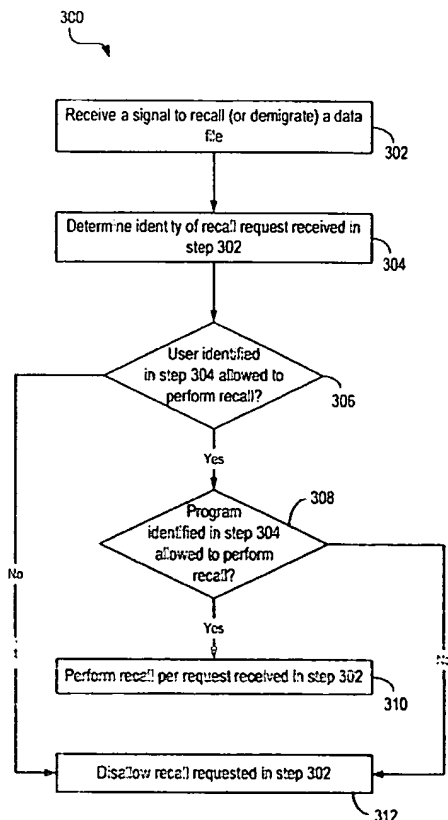 300
Receive a signal to recall (or demigrate) a data
file
302
Determine identity of recall request received in
step 302
304
User identified
in step 304 allowed to
perform recall?
306
Yes
308
Program
identified in step 304
allowed to perform
recall?
No
Yes
Perform recall per request received in step 302
310
Disallow recall requested in step 302
312